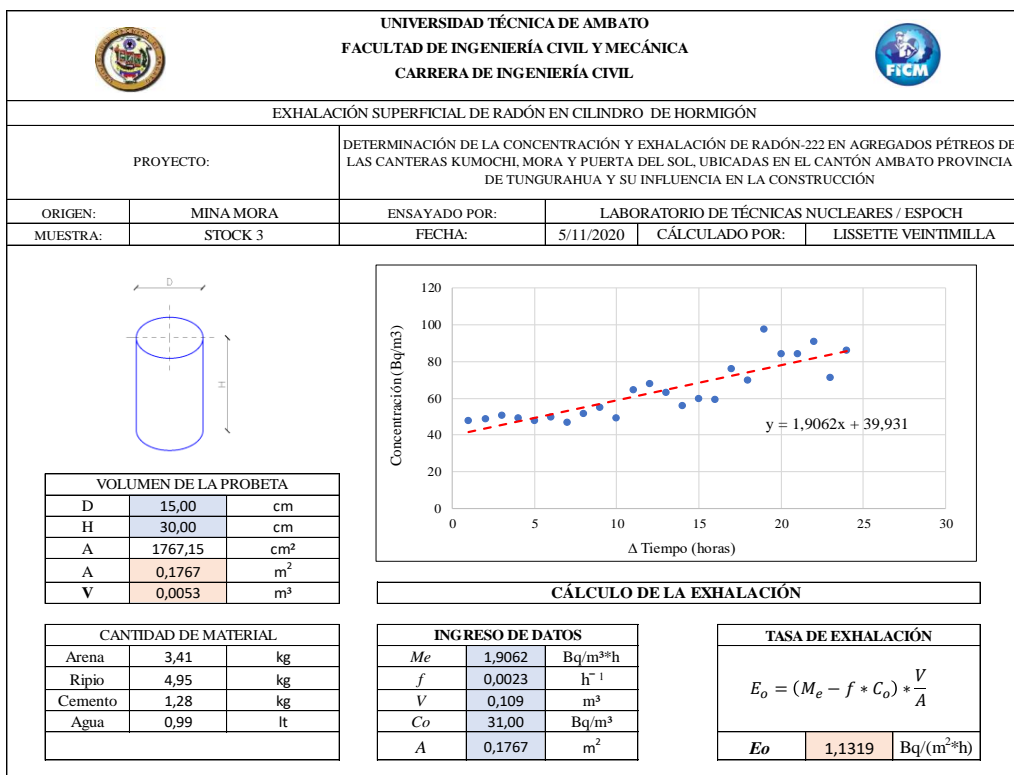 UNIVERSIDAD TÉCNICA DE AMBATO
FACULTAD DE INGENIERÍA CIVIL Y MECÁNICA
CARRERA DE INGENIERÍA CIVIL
FICM
EXHALACIÓN SUPERFICIAL DE RADÓN EN CILINDRO DE HORMIGÓN
PROYECTO:
DETERMINACIÓN DE LA CONCENTRACIÓN Y EXHALACIÓN DE RADÓN-222 EN AGREGADOS PÉTREOS DE
LAS CANTERAS KUMOCHI, MORA Y PUERTA DEL SOL, UBICADAS EN EL CANTÓN AMBATO PROVINCIA
DE TUNGURAHUA Y SU INFLUENCIA EN LA CONSTRUCCIÓN
ORIGEN: MINA MORA ENSAYADO POR: LABORATORIO DE TÉCNICAS NUCLEARES / ESPOCH
MUESTRA: STOCK 3 FECHA: 5/11/2020 CÁLCULADO POR: LISSETTE VEINTIMILLA
D
H
120
100
80
60
40
20
0
0 5 10 15 20 25 30
Concentración (Bq/m3)
y = 1,9062x + 39,931
Δ Tiempo (horas)
VOLUMEN DE LA PROBETA
D 15,00 cm
H 30,00 cm
A 1767,15 cm²
A 0,1767 m²
V 0,0053 m³
CÁLCULO DE LA EXHALACIÓN
CANTIDAD DE MATERIAL
Arena 3,41 kg
Ripio 4,95 kg
Cemento 1,28 kg
Agua 0,99 lt
INGRESO DE DATOS
Me 1,9062 Bq/m³*h
f 0,0023 h⁻¹
V 0,109 m³
Co 31,00 Bq/m³
A 0,1767 m²
TASA DE EXHALACIÓN
E_o = (M_e − f * C_o) * V/A
Eo 1,1319 Bq/(m²*h)